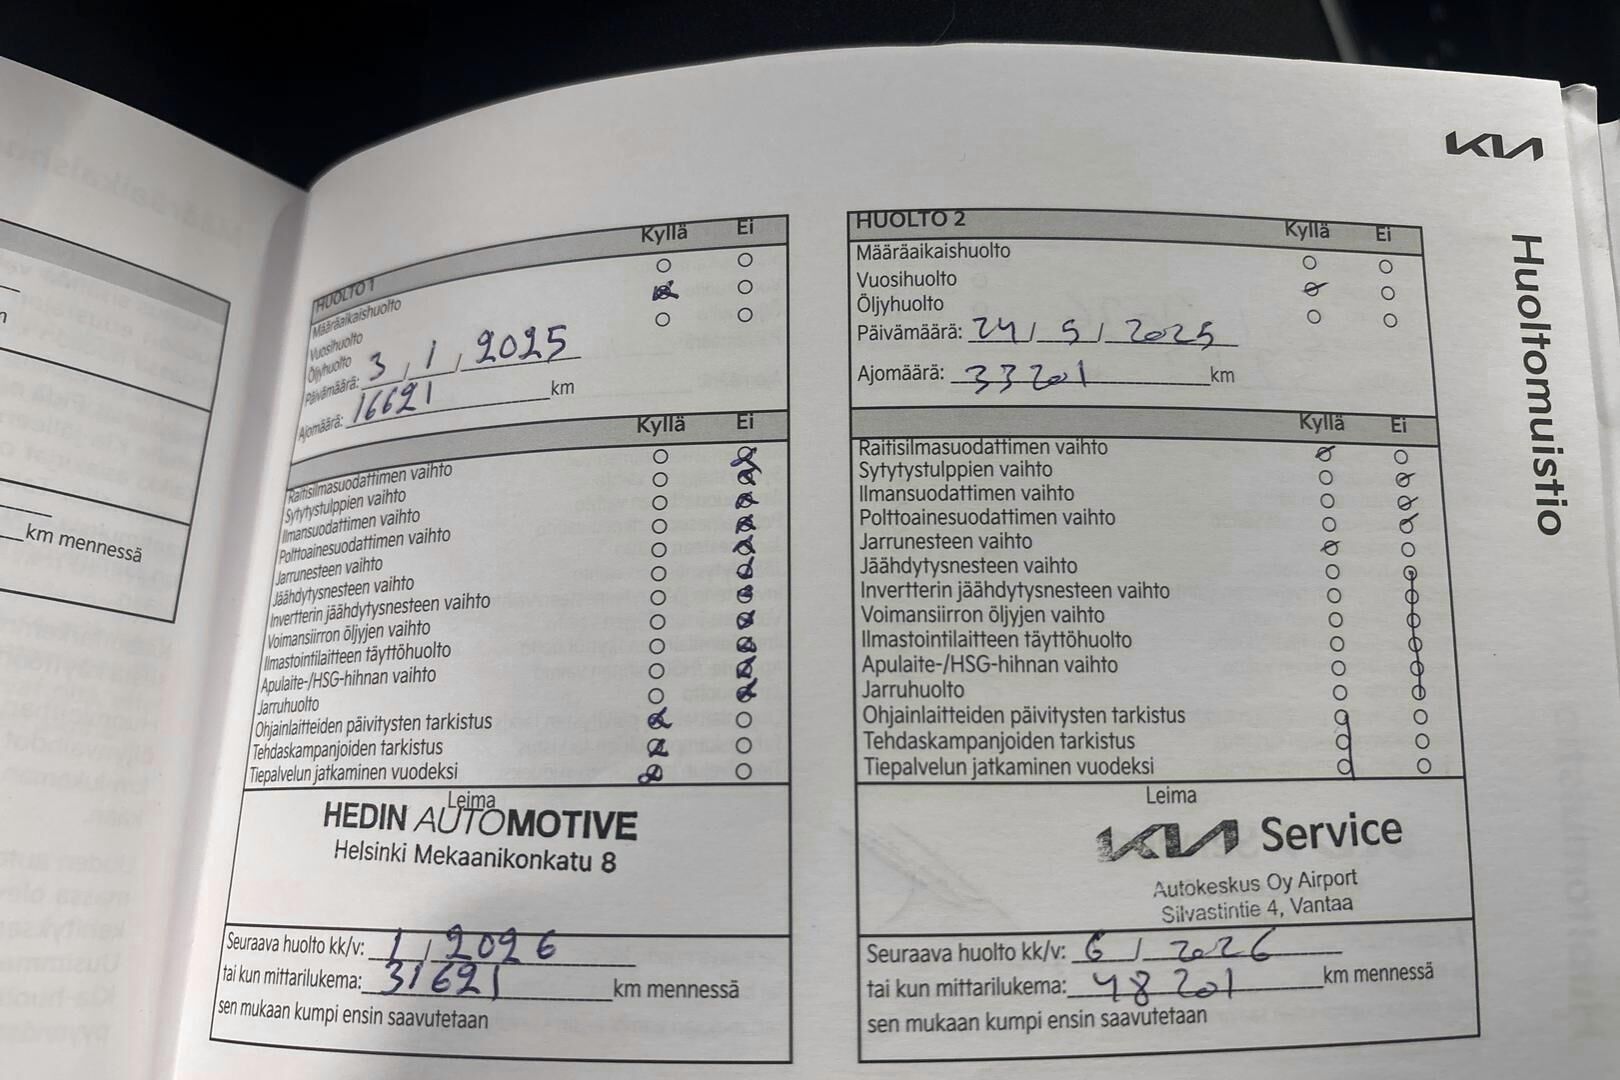 KIA
Huoltomuistio
km mennessä
HUOLTO 1
Kyllä Ei
Määräaikaishuolto
Vuosihuolto
Öljyhuolto
Päivämäärä: 3 / 1 / 2025
Ajomäärä: 16621 km
Kyllä Ei
Raitisilmasuodattimen vaihto
Sytytystulppien vaihto
Ilmansuodattimen vaihto
Polttoainesuodattimen vaihto
Jarrunesteen vaihto
Jäähdytysnesteen vaihto
Invertterin jäähdytysnesteen vaihto
Voimansiirron öljyjen vaihto
Ilmastointilaitteen täyttöhuolto
Apulaite-/HSG-hihnan vaihto
Jarruhuolto
Ohjainlaitteiden päivitysten tarkistus
Tehdaskampanjoiden tarkistus
Tiepalvelun jatkaminen vuodeksi
Leima
HEDIN AUTOMOTIVE
Helsinki Mekaanikonkatu 8
Seuraava huolto kk/v: 1 / 2026
tai kun mittarilukema: 31621 km mennessä
sen mukaan kumpi ensin saavutetaan
HUOLTO 2
Kyllä Ei
Määräaikaishuolto
Vuosihuolto
Öljyhuolto
Päivämäärä: 24 / 5 / 2025
Ajomäärä: 33201 km
Kyllä Ei
Raitisilmasuodattimen vaihto
Sytytystulppien vaihto
Ilmansuodattimen vaihto
Polttoainesuodattimen vaihto
Jarrunesteen vaihto
Jäähdytysnesteen vaihto
Invertterin jäähdytysnesteen vaihto
Voimansiirron öljyjen vaihto
Ilmastointilaitteen täyttöhuolto
Apulaite-/HSG-hihnan vaihto
Jarruhuolto
Ohjainlaitteiden päivitysten tarkistus
Tehdaskampanjoiden tarkistus
Tiepalvelun jatkaminen vuodeksi
Leima
KIA Service
Autokeskus Oy Airport
Silvastintie 4, Vantaa
Seuraava huolto kk/v: 6 / 2026
tai kun mittarilukema: 48201 km mennessä
sen mukaan kumpi ensin saavutetaan